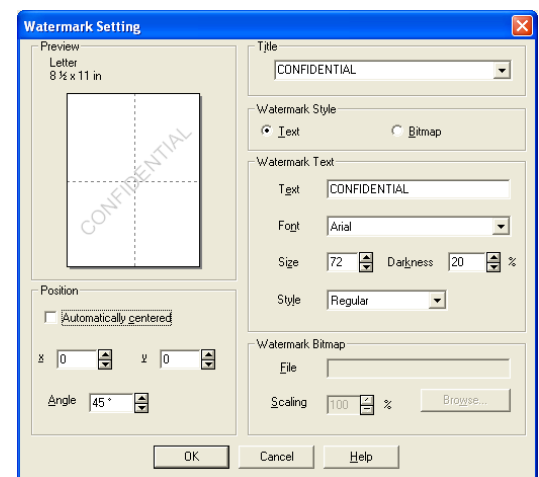 Watermark Setting
Preview
Letter
8 ½ x 11 in
CONFIDENTIAL
Position
Automatically centered
x 0 y 0
Angle 45 °
Title
CONFIDENTIAL
Watermark Style
Text Bitmap
Watermark Text
Text CONFIDENTIAL
Font Arial
Size 72 Darkness 20 %
Style Regular
Watermark Bitmap
File
Scaling 100 % Browse...
OK Cancel Help